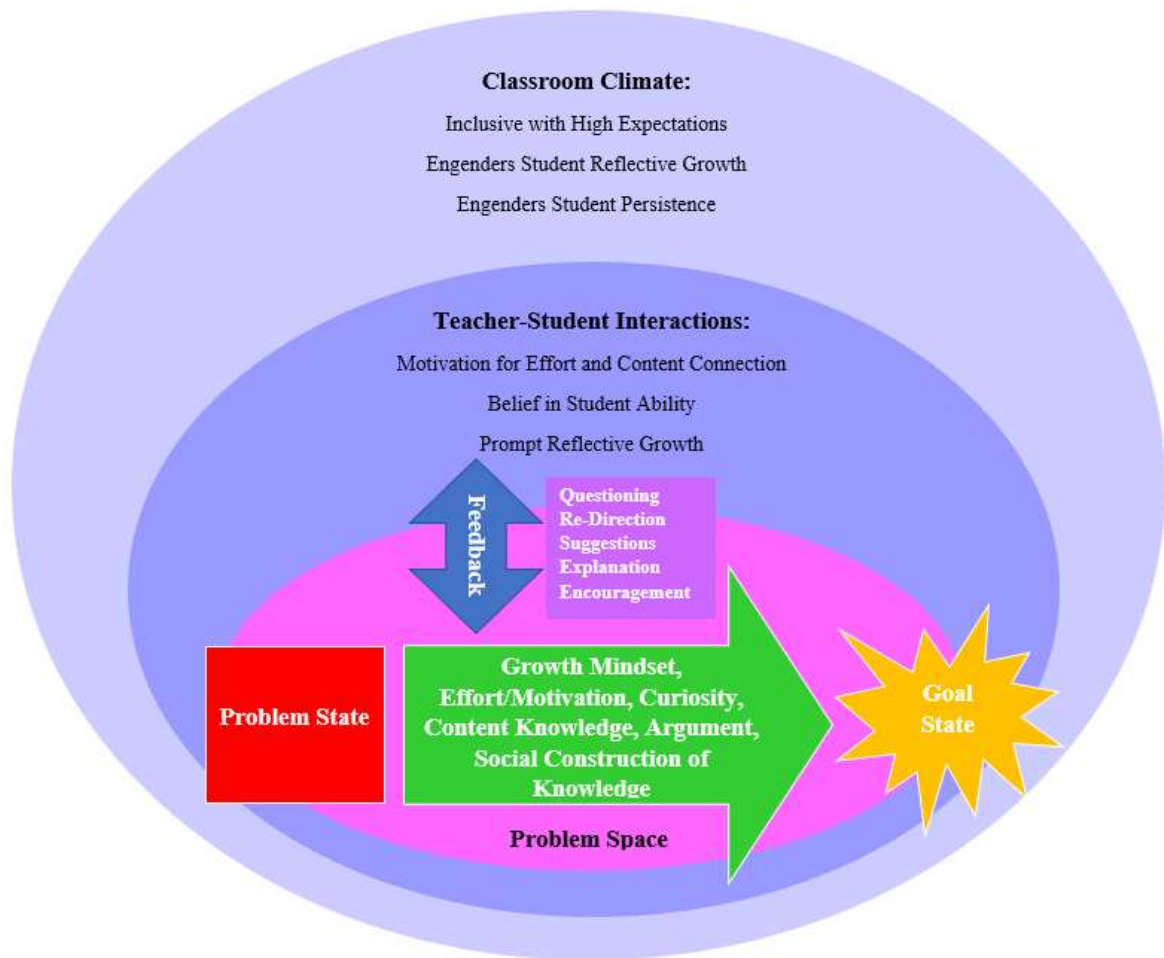 Classroom Climate:
Inclusive with High Expectations
Engenders Student Reflective Growth
Engenders Student Persistence
Teacher-Student Interactions:
Motivation for Effort and Content Connection
Belief in Student Ability
Prompt Reflective Growth
Feedback
Questioning
Re-Direction
Suggestions
Explanation
Encouragement
Problem State
Growth Mindset,
Effort/Motivation, Curiosity,
Content Knowledge, Argument,
Social Construction of
Knowledge
Goal
State
Problem Space